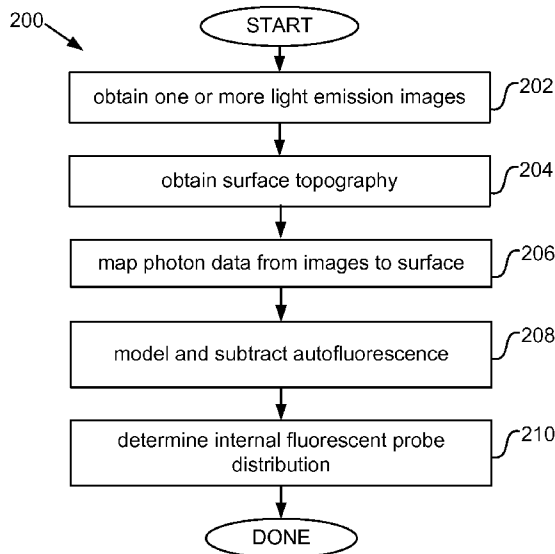 200
START
obtain one or more light emission images
202
obtain surface topography
204
map photon data from images to surface
206
model and subtract autofluorescence
208
determine internal fluorescent probe
distribution
210
DONE